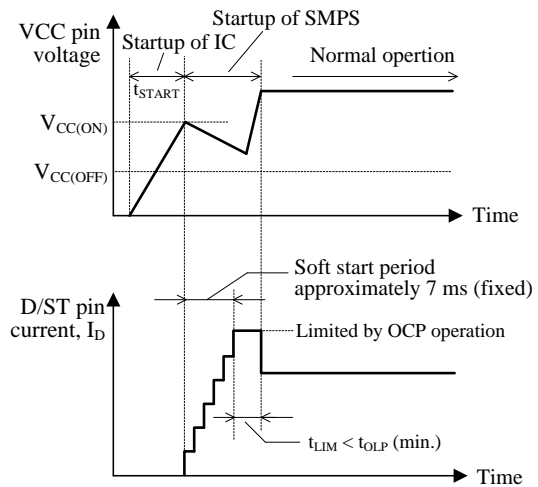 VCC pin
voltage
Startup of IC
Startup of SMPS
Normal opertion
tSTART
VCC(ON)
VCC(OFF)
Time
D/ST pin
current, ID
Soft start period
approximately 7 ms (fixed)
Limited by OCP operation
tLIM < tOLP (min.)
Time